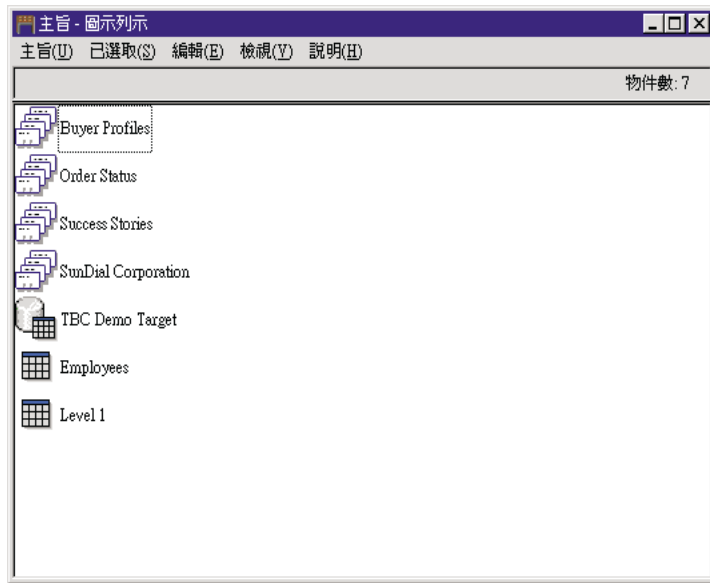 主旨 - 圖示列示
主旨(U) 已選取(S) 編輯(E) 檢視(V) 說明(H)
物件數: 7
Buyer Profiles
Order Status
Success Stories
SunDial Corporation
TBC Demo Target
Employees
Level 1